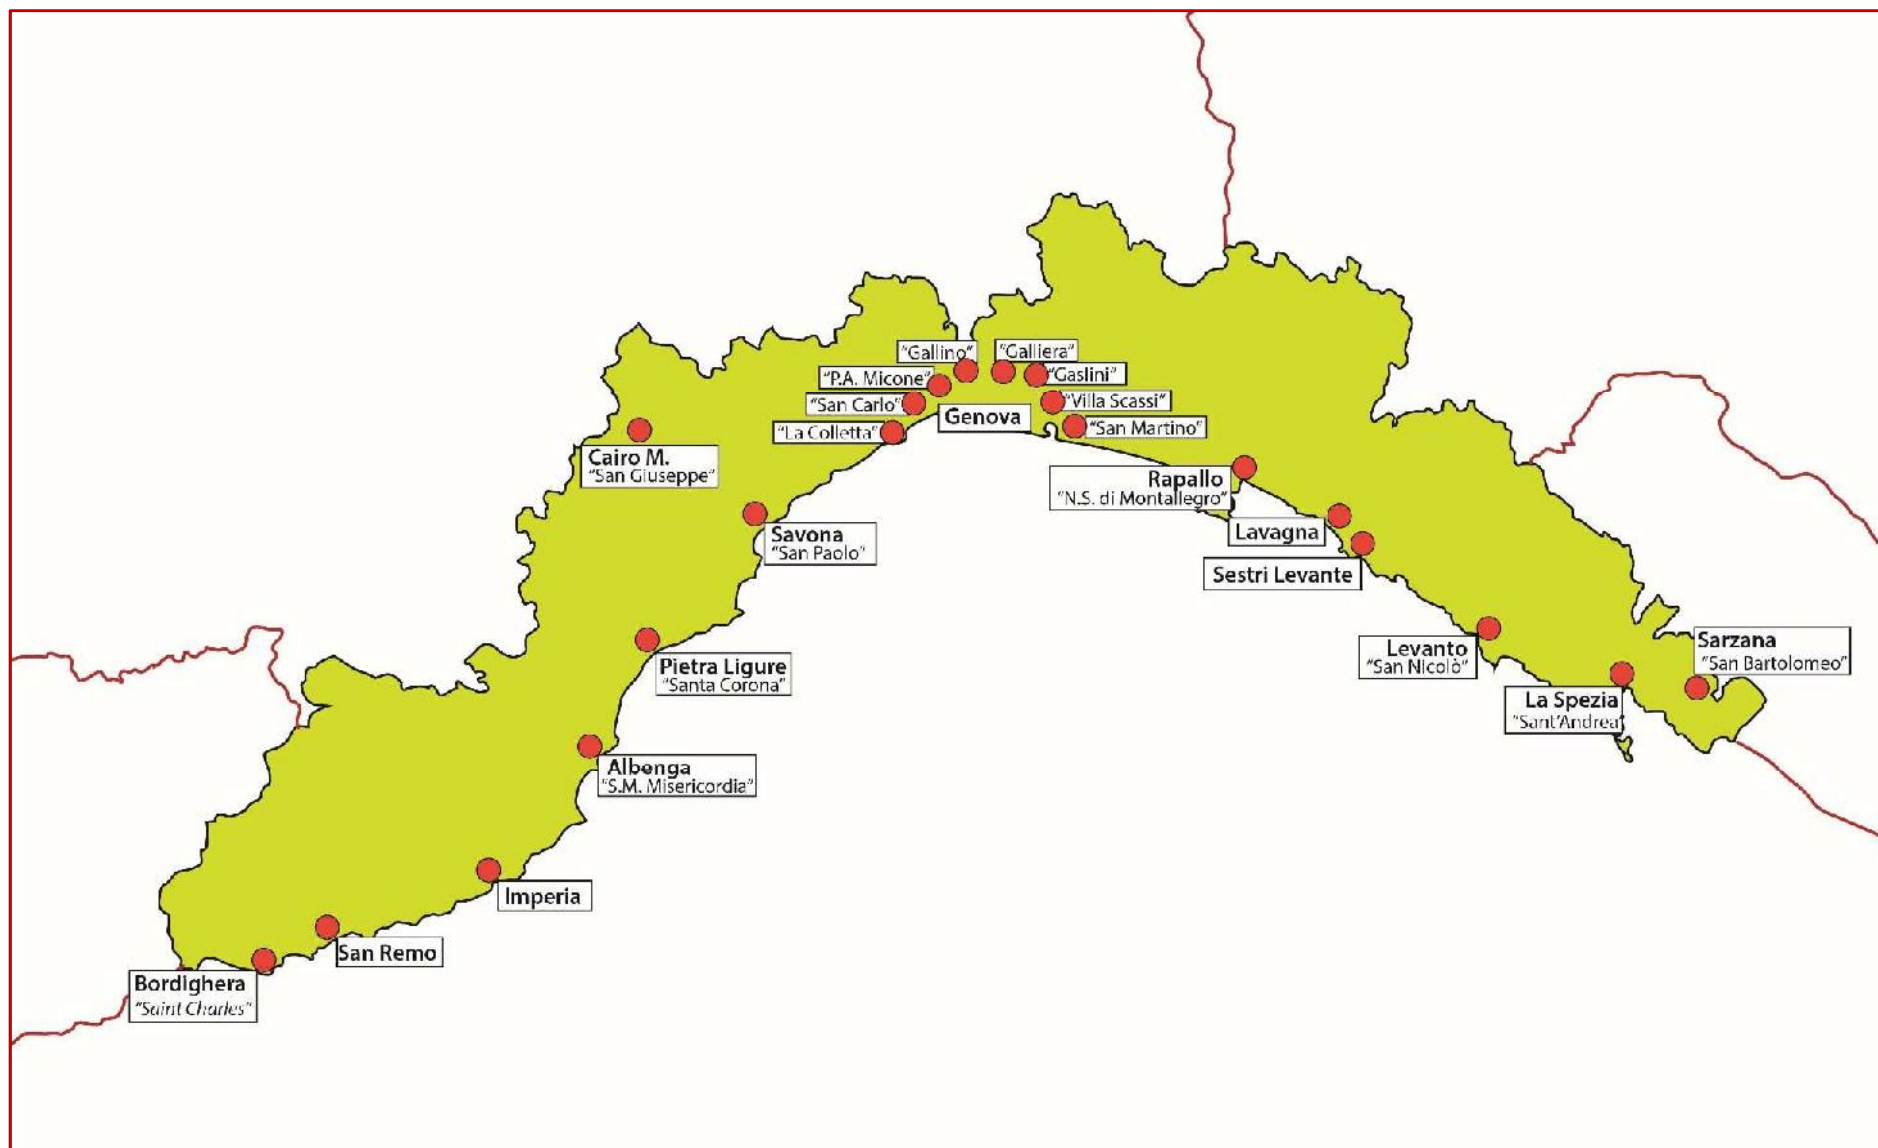 "Gallino"
"Galliera"
"P.A. Micone"
"Gaslini"
"San Carlo"
"Villa Scassi"
Genova
"La Colletta"
"San Martino"
Cairo M.
"San Giuseppe"
Rapallo
"N.S. di Montallegro"
Savona
"San Paolo"
Lavagna
Sestri Levante
Pietra Ligure
"Santa Corona"
Levanto
"San Nicolò"
Sarzana
"San Bartolomeo"
La Spezia
"Sant'Andrea"
Albenga
"S.M. Misericordia"
Imperia
San Remo
Bordighera
"Saint Charles"